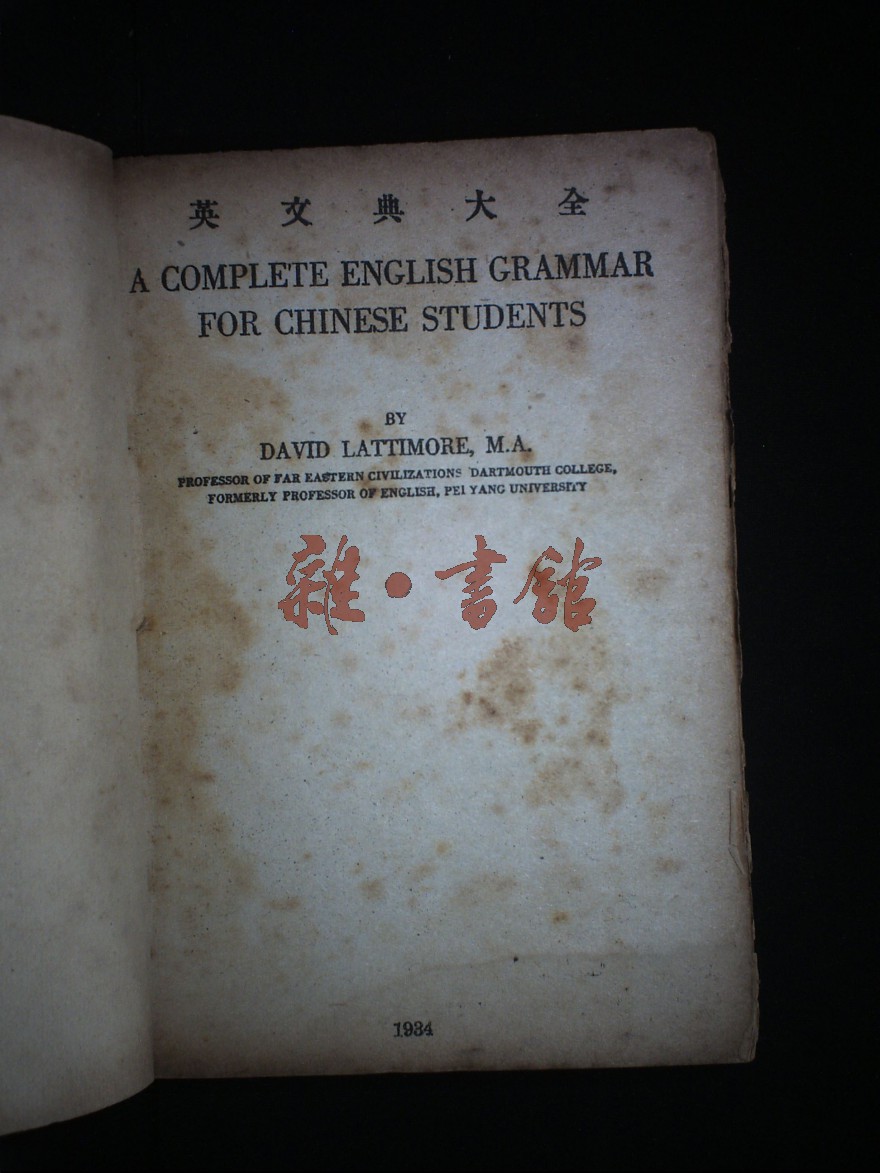 英文典大全
A COMPLETE ENGLISH GRAMMAR
FOR CHINESE STUDENTS
BY
DAVID LATTIMORE, M.A.
PROFESSOR OF FAR EASTERN CIVILIZATIONS DARTMOUTH COLLEGE,
FORMERLY PROFESSOR OF ENGLISH, PEI YANG UNIVERSITY
雜·書館
1934